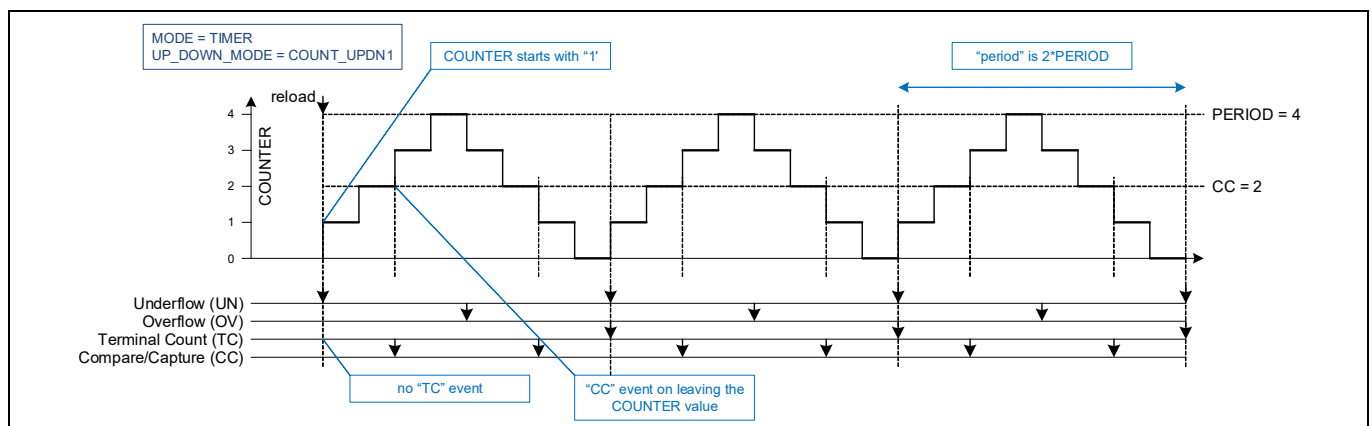 MODE = TIMER
UP_DOWN_MODE = COUNT_UPDN1
COUNTER starts with “1'
“period” is 2*PERIOD
reload
4
3
2
1
0
COUNTER
PERIOD = 4
CC = 2
Underflow (UN)
Overflow (OV)
Terminal Count (TC)
Compare/Capture (CC)
no “TC” event
“CC” event on leaving the
COUNTER value